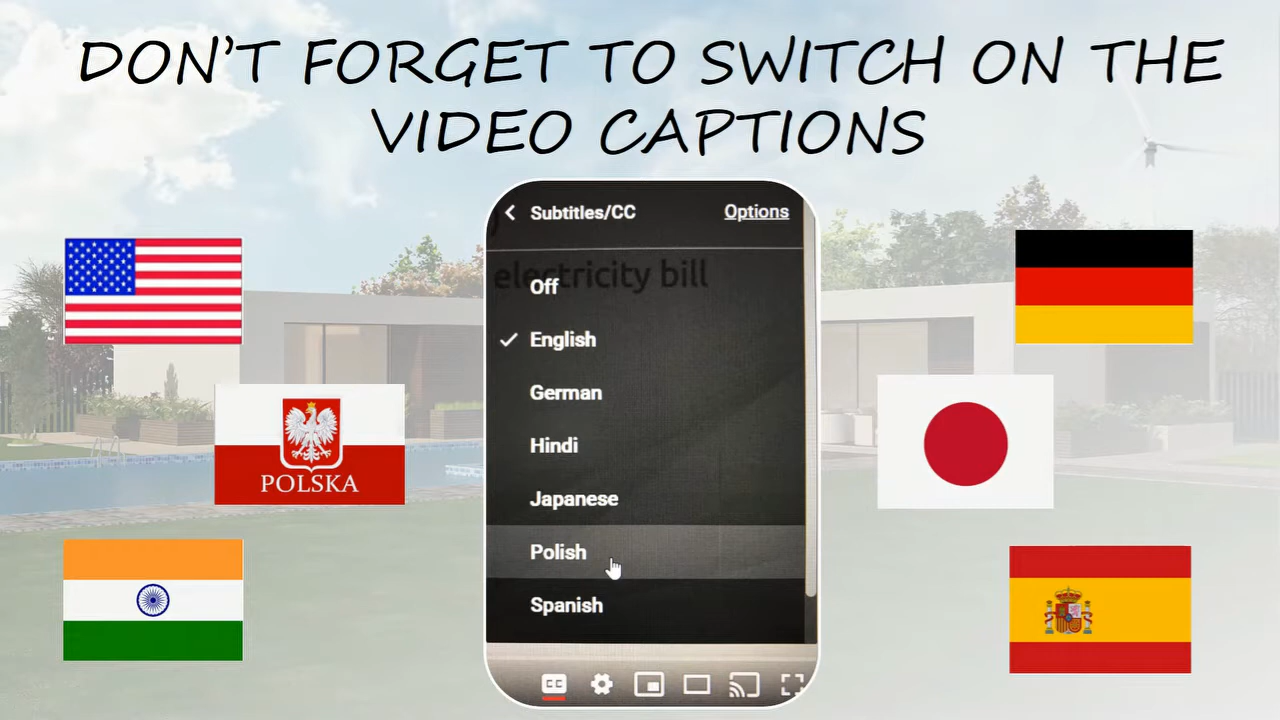 DON'T FORGET TO SWITCH ON THE
VIDEO CAPTIONS
Subtitles/CC
Options
electricity bill
Off
English
German
Hindi
Japanese
Polish
Spanish
POLSKA
CC